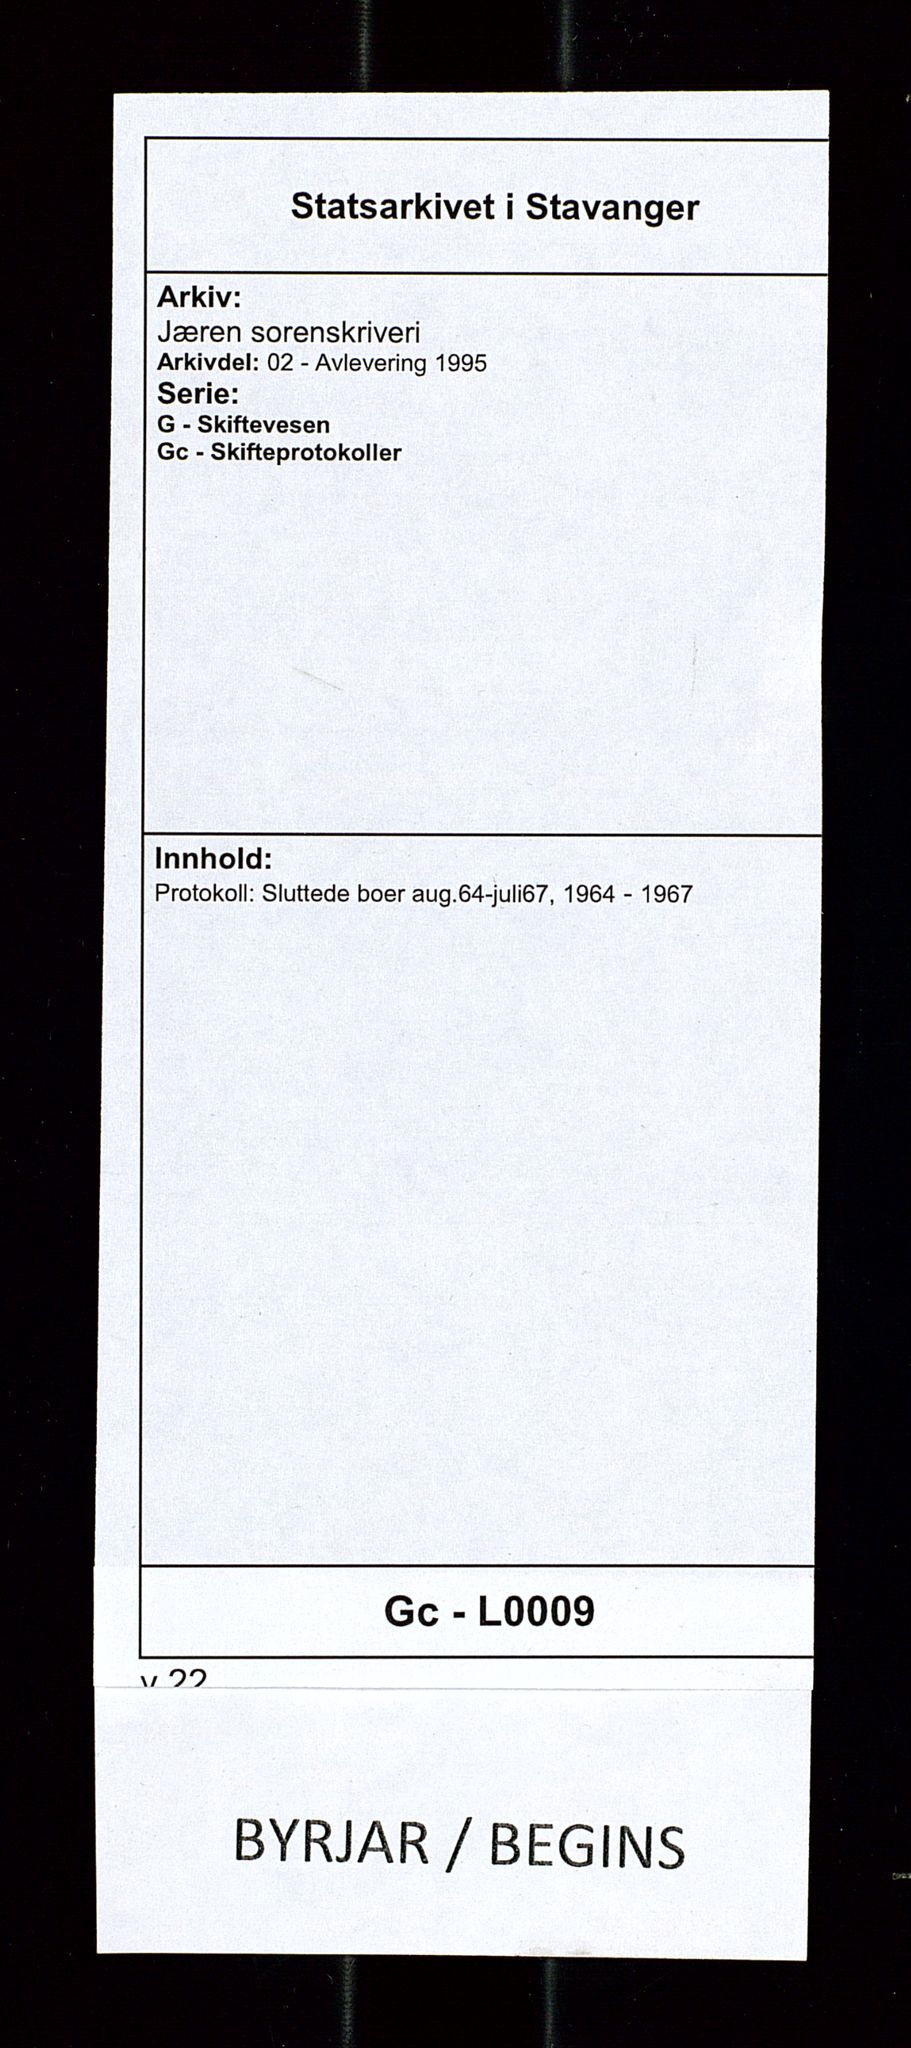 Statsarkivet i Stavanger
Arkiv:
Jæren sorenskriveri
Arkivdel: 02 - Avlevering 1995
Serie:
G - Skiftevesen
Gc - Skifteprotokoller
Innhold:
Protokoll: Sluttede boer aug.64-juli67, 1964 - 1967
Gc - L0009
v 22
BYRJAR / BEGINS